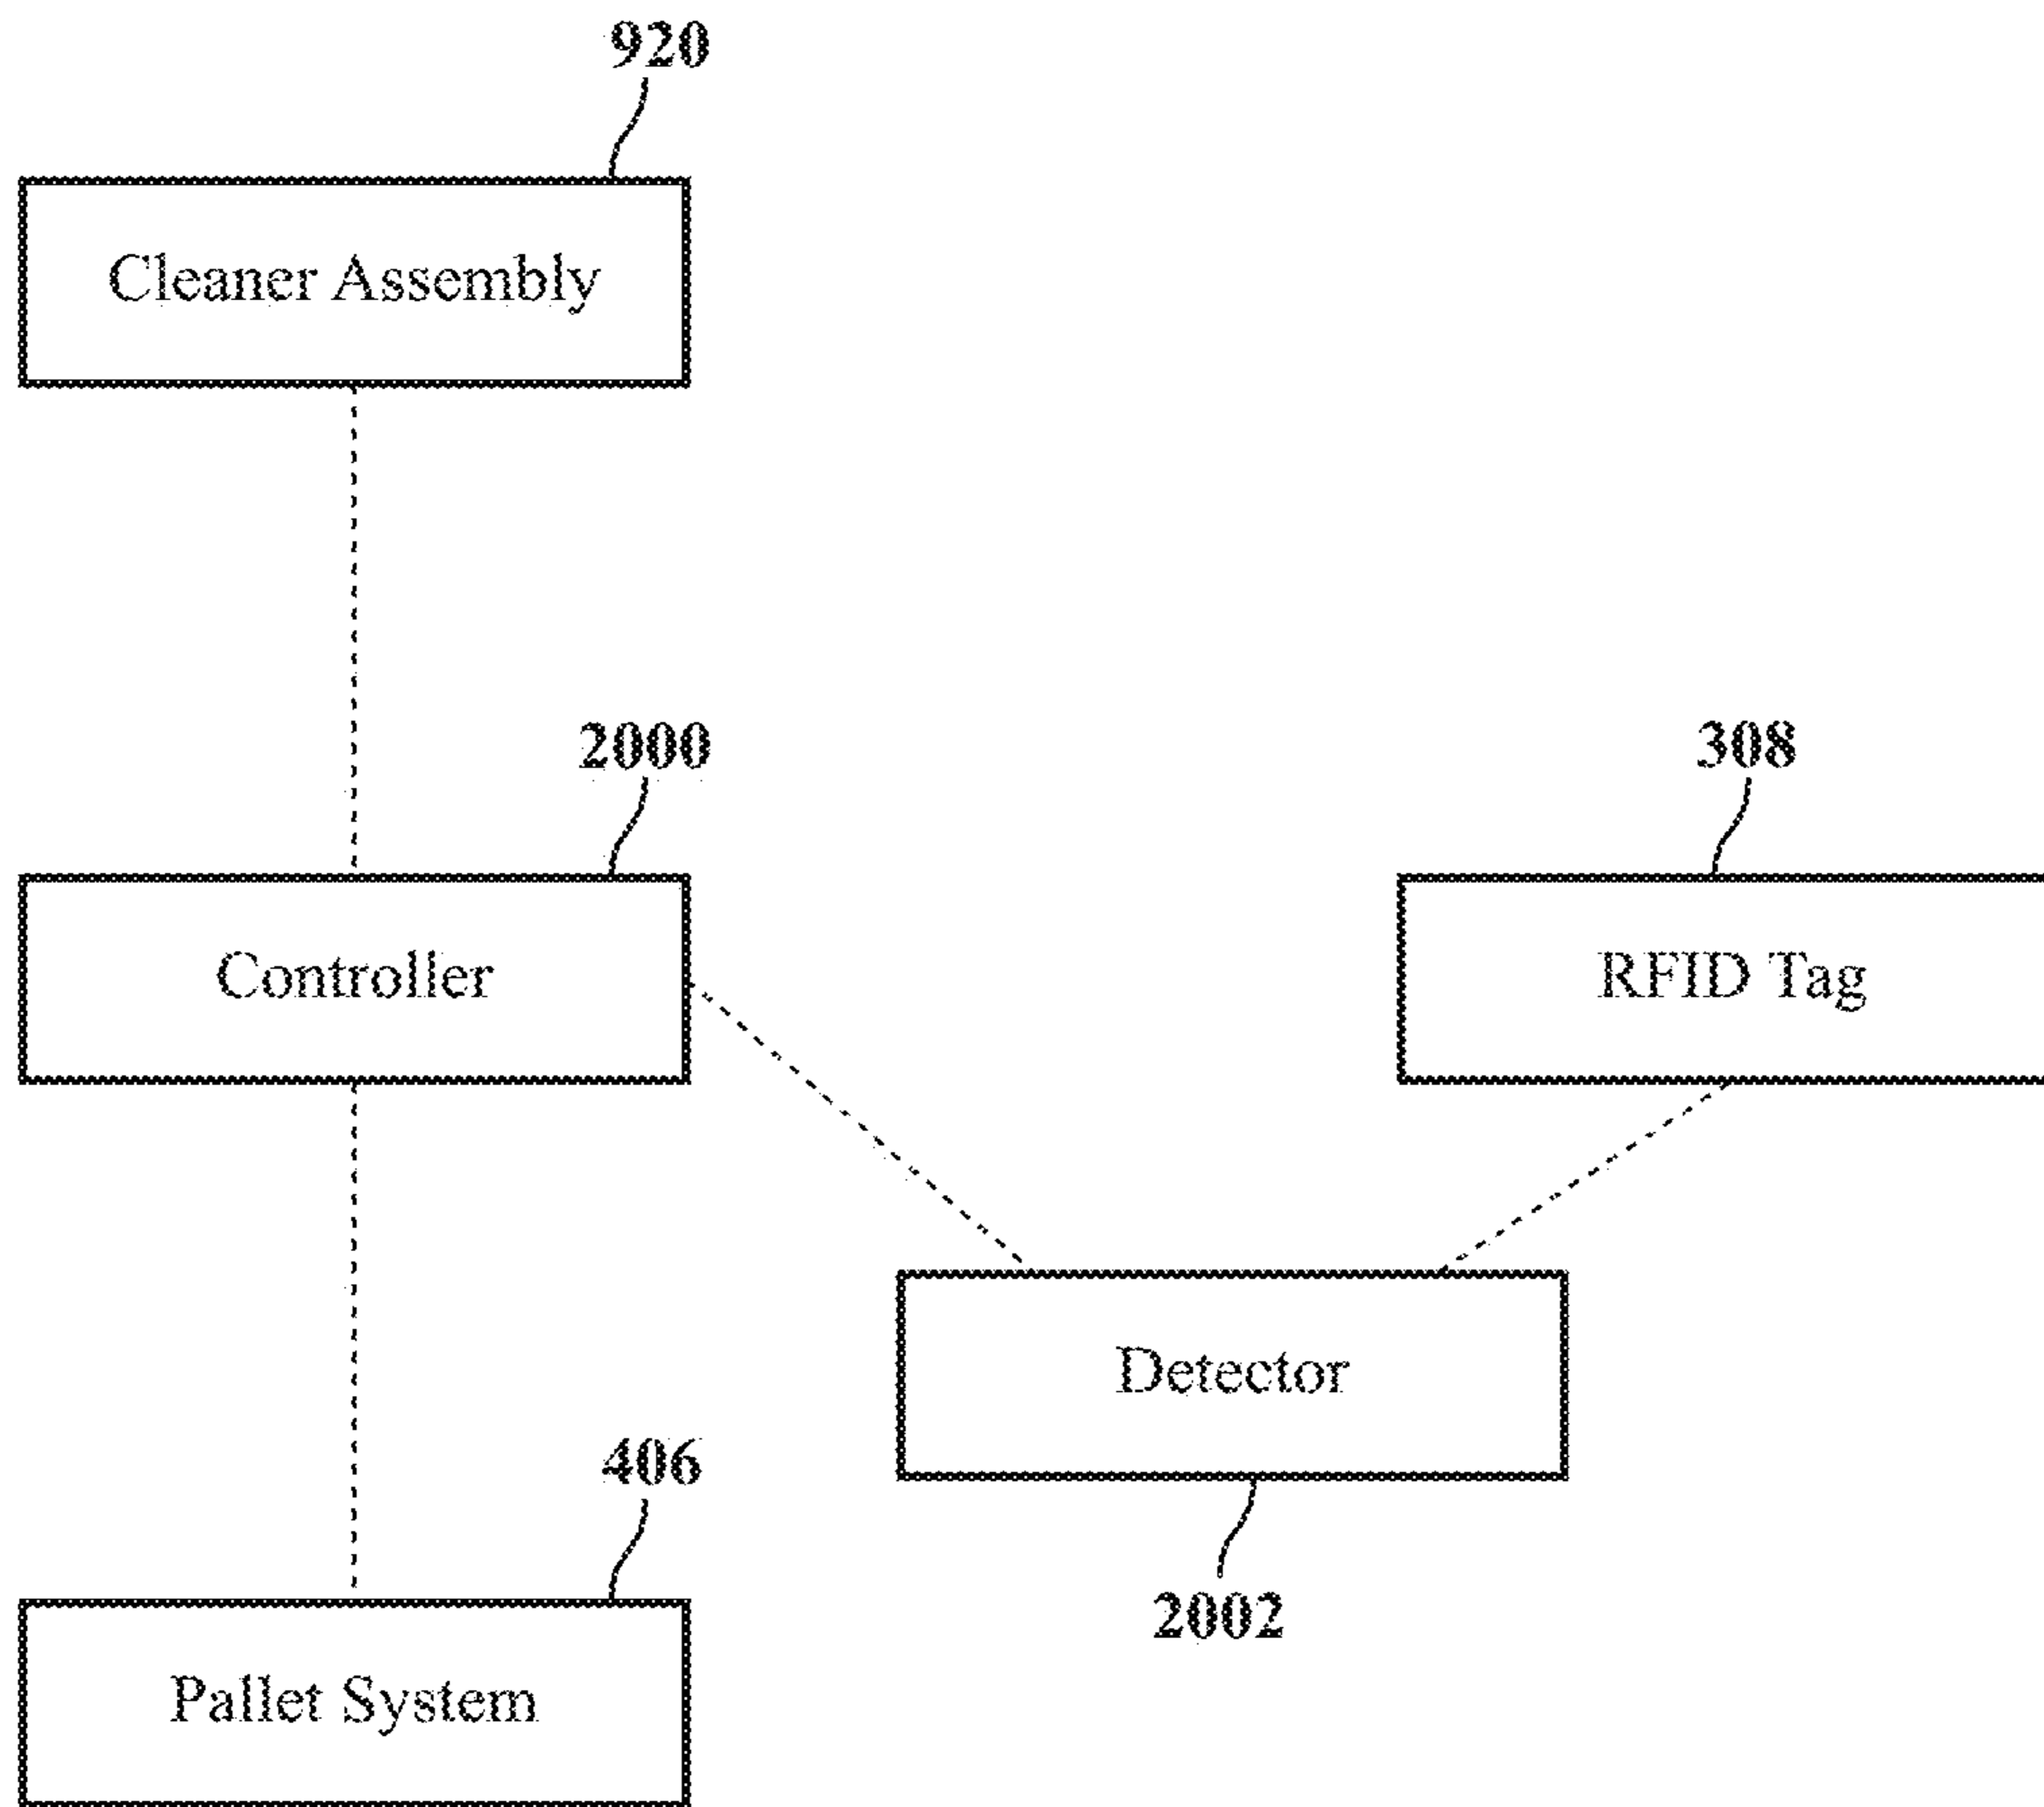 920
Cleaner Assembly
2000
308
Controller
RFID Tag
Detector
406
2002
Pallet System